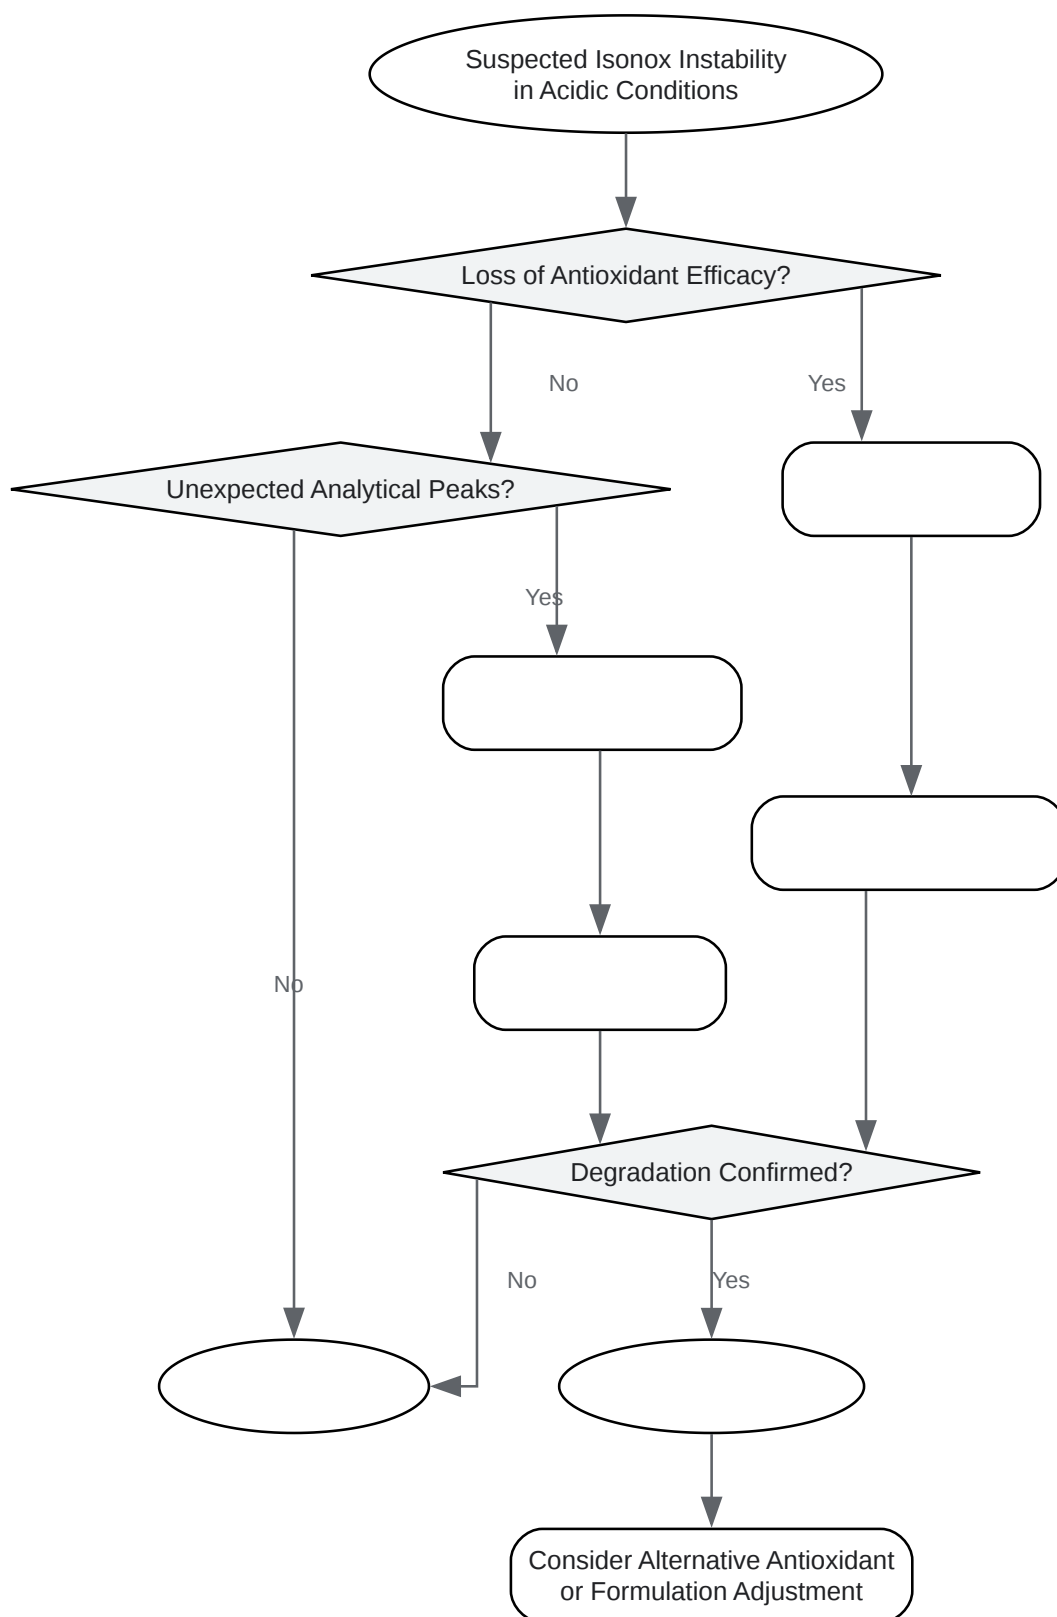 Suspected Isonox Instability
in Acidic Conditions
Loss of Antioxidant Efficacy?
No
Yes
Unexpected Analytical Peaks?
Yes
No
Degradation Confirmed?
No
Yes
Consider Alternative Antioxidant
or Formulation Adjustment